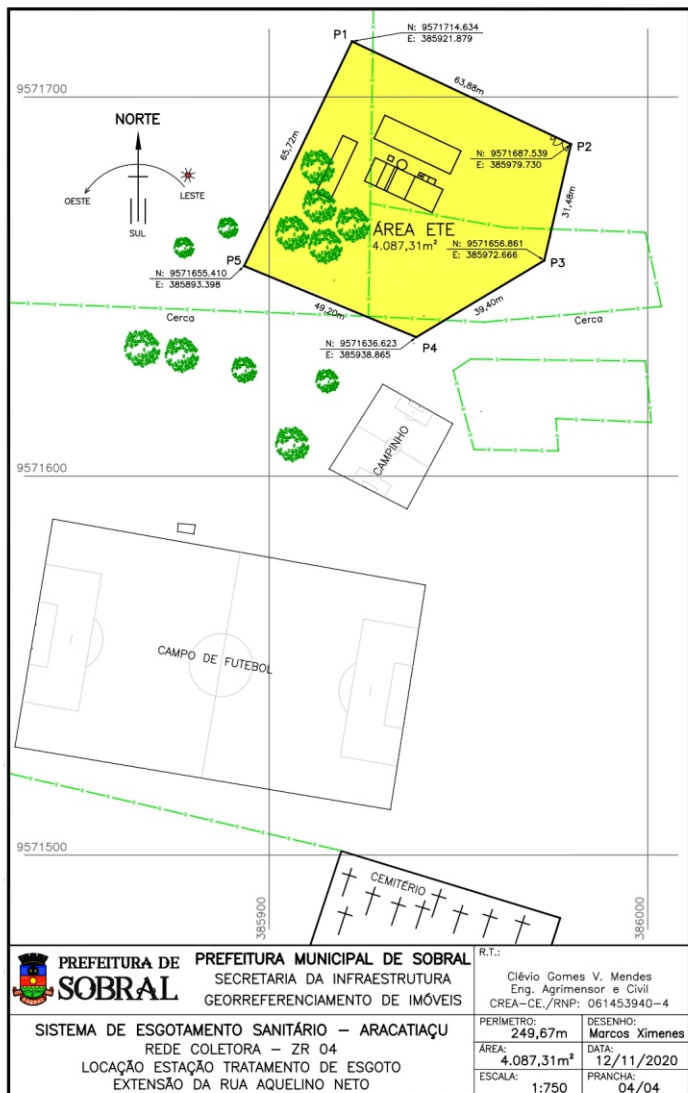 P1
N: 9571714.634
E: 385921.879
63,88m
9571700
NORTE
OESTE
LESTE
SUL
65,72m
N: 9571687.539
E: 385979.730
P2
31,48m
ÁREA ETE
4.087,31m²
N: 9571656.861
E: 385972.666
P3
P5
N: 9571655.410
E: 385893.398
49,20m
39,40m
Cerca
Cerca
N: 9571636.623
E: 385938.865
P4
CAMPINHO
9571600
CAMPO DE FUTEBOL
9571500
CEMITÉRIO
385900
386000
PREFEITURA DE
SOBRAL
PREFEITURA MUNICIPAL DE SOBRAL
SECRETARIA DA INFRAESTRUTURA
GEORREFERENCIAMENTO DE IMÓVEIS
R.T.:
Clévio Gomes V. Mendes
Eng. Agrimensor e Civil
CREA-CE./RNP: 061453940-4
SISTEMA DE ESGOTAMENTO SANITÁRIO - ARACATIAÇU
REDE COLETORA - ZR 04
LOCAÇÃO ESTAÇÃO TRATAMENTO DE ESGOTO
EXTENSÃO DA RUA AQUELINO NETO
PERÍMETRO:
249,67m
DESENHO:
Marcos Ximenes
ÁREA:
4.087,31m²
DATA:
12/11/2020
ESCALA:
1:750
PRANCHA:
04/04